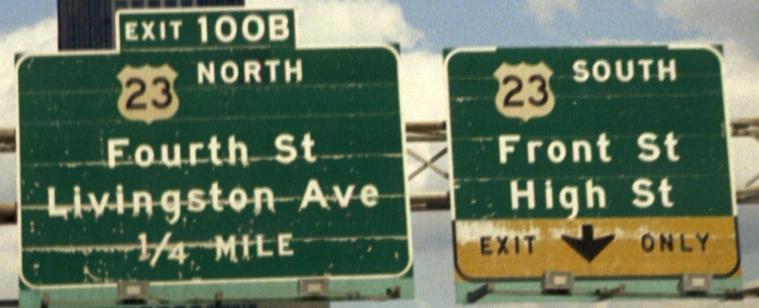 EXIT 100B
23 NORTH
Fourth St
Livingston Ave
1/4 MILE
23 SOUTH
Front St
High St
EXIT ONLY